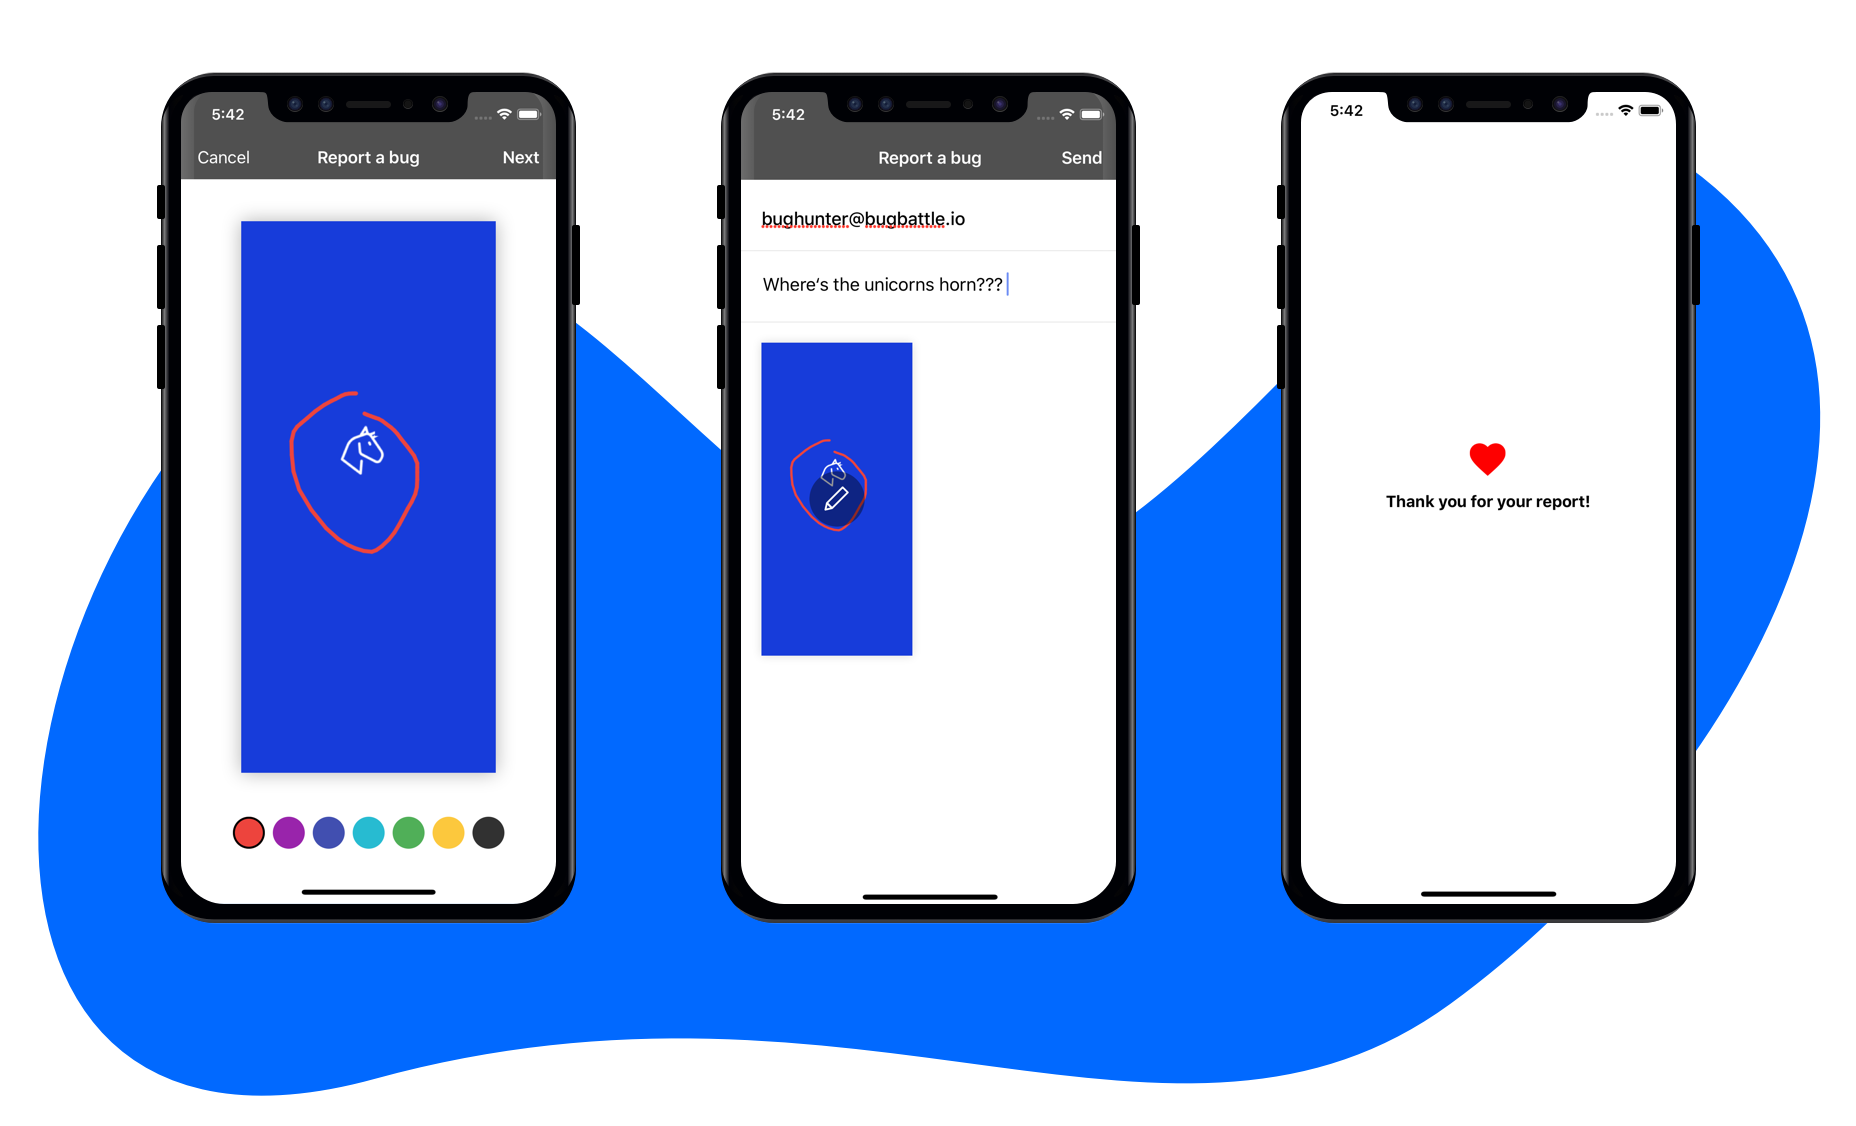 5:42
Cancel Report a bug Next
5:42
Report a bug Send
bughunter@bugbattle.io
Where's the unicorns horn???
5:42
Thank you for your report!